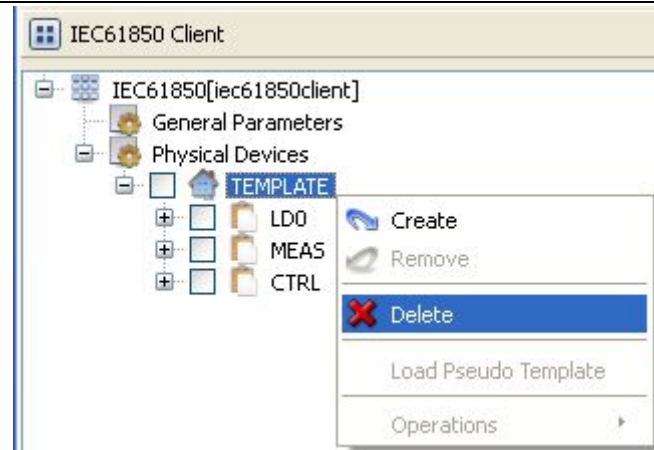 IEC61850 Client
IEC61850[iec61850client]
General Parameters
Physical Devices
TEMPLATE
LD0
MEAS
CTRL
Create
Remove
Delete
Load Pseudo Template
Operations